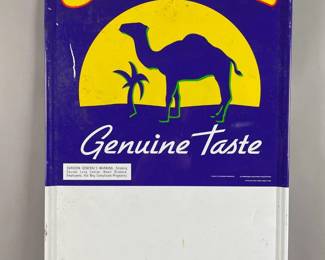 Genuine Taste
SURGEON GENERAL'S WARNING: Smoking
Causes Lung Cancer, Heart Disease,
Emphysema, And May Complicate Pregnancy.